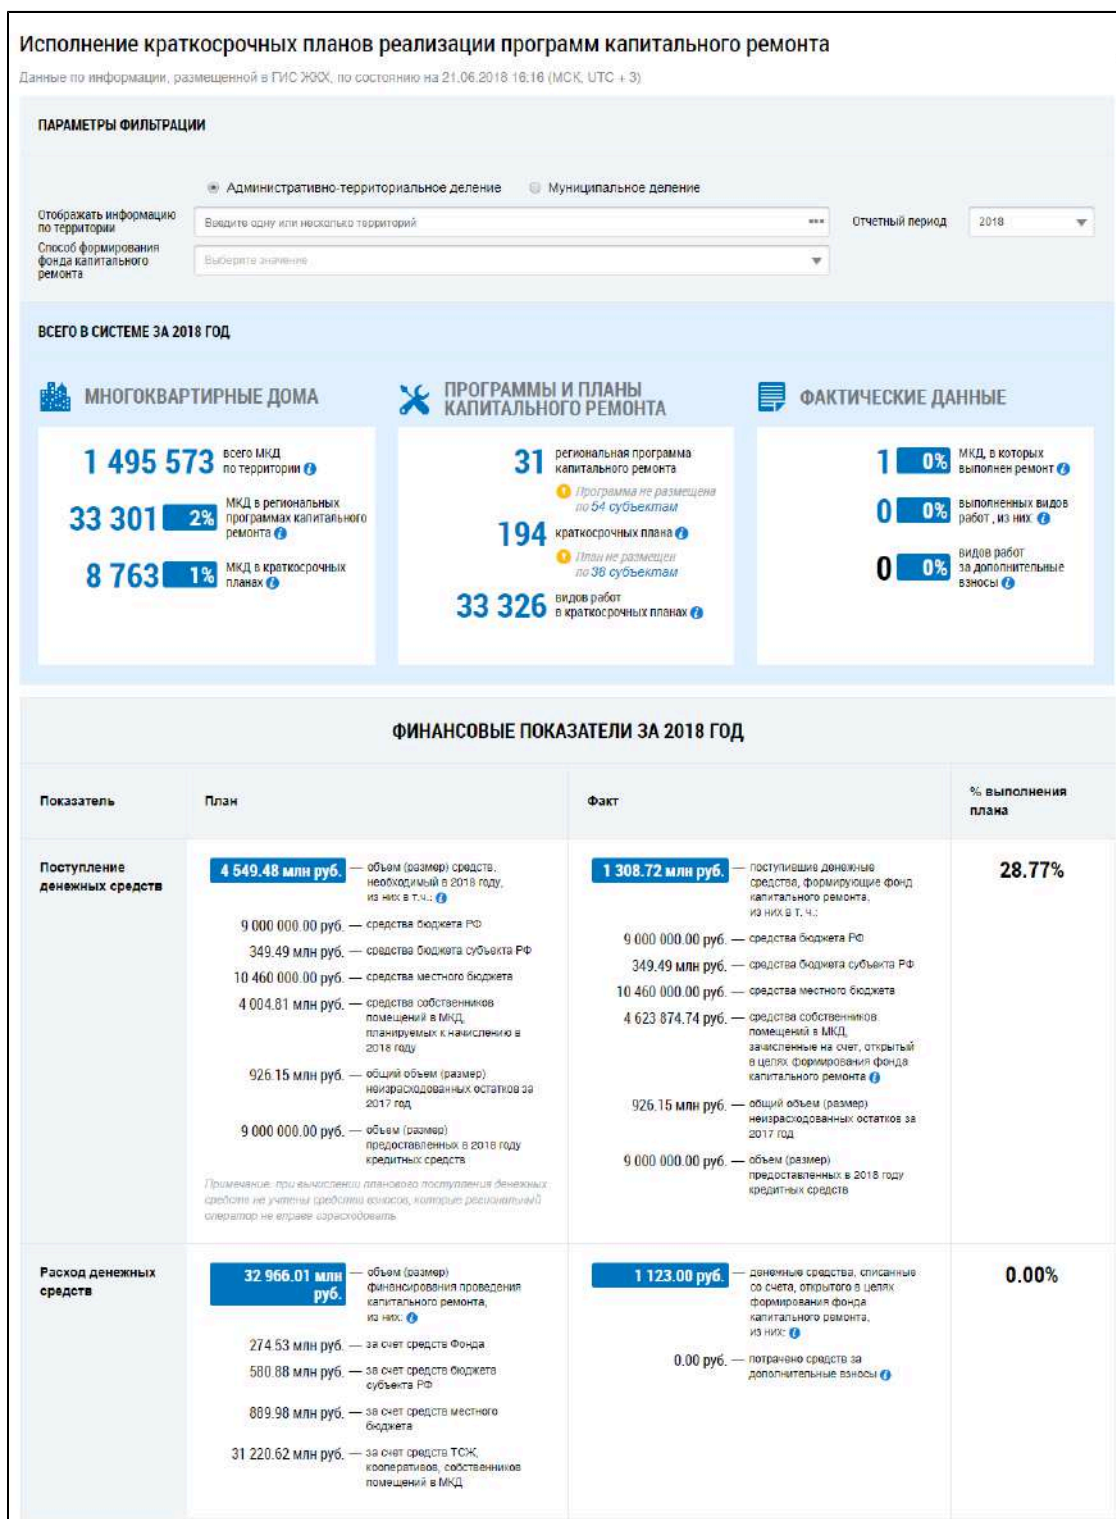 Исполнение краткосрочных планов реализации программ капитального ремонта
Данные по информации, размещенной в ГИС ЖКХ, по состоянию на 21.06.2018 16:16 (МСК, UTC + 3)
ПАРАМЕТРЫ ФИЛЬТРАЦИИ
Административно-территориальное деление
Муниципальное деление
Отображать информацию
по территории
Введите одну или несколько территорий
Отчетный период
2018
Способ формирования
фонда капитального
ремонта
Выберите значение
ВСЕГО В СИСТЕМЕ ЗА 2018 ГОД
МНОГОКВАРТИРНЫЕ ДОМА
1 495 573 всего МКД
по территории
33 301 2% МКД в региональных
программах капитального
ремонта
8 763 1% МКД в краткосрочных
планах
ПРОГРАММЫ И ПЛАНЫ
КАПИТАЛЬНОГО РЕМОНТА
31 региональная программа
капитального ремонта
Программа не размещена
по 54 субъектам
194 краткосрочных плана
План не размещен
по 38 субъектам
33 326 видов работ
в краткосрочных планах
ФАКТИЧЕСКИЕ ДАННЫЕ
1 0% МКД, в которых
выполнен ремонт
0 0% выполненных видов
работ , из них:
0 0% видов работ
за дополнительные
взносы
ФИНАНСОВЫЕ ПОКАЗАТЕЛИ ЗА 2018 ГОД
Показатель
План
Факт
% выполнения
плана
Поступление
денежных средств
4 549.48 млн руб. — объем (размер) средств,
необходимый в 2018 году,
из них в т.ч.:
9 000 000.00 руб. — средства бюджета РФ
349.49 млн руб. — средства бюджета субъекта РФ
10 460 000.00 руб. — средства местного бюджета
4 004.81 млн руб. — средства собственников
помещений в МКД,
планируемых к начислению в
2018 году
926.15 млн руб. — общий объем (размер)
неизрасходованных остатков за
2017 год
9 000 000.00 руб. — объем (размер)
предоставленных в 2018 году
кредитных средств
Примечание: при вычислении планового поступления денежных
средств не учтены средства взносов, которые региональный
оператор не вправе израсходовать
1 308.72 млн руб. — поступившие денежные
средства, формирующие фонд
капитального ремонта,
из них в т. ч.:
9 000 000.00 руб. — средства бюджета РФ
349.49 млн руб. — средства бюджета субъекта РФ
10 460 000.00 руб. — средства местного бюджета
4 623 874.74 руб. — средства собственников
помещений в МКД,
зачисленные на счет, открытый
в целях формирования фонда
капитального ремонта
926.15 млн руб. — общий объем (размер)
неизрасходованных остатков за
2017 год
9 000 000.00 руб. — объем (размер)
предоставленных в 2018 году
кредитных средств
28.77%
Расход денежных
средств
32 966.01 млн
руб. — объем (размер)
финансирования проведения
капитального ремонта,
из них:
274.53 млн руб. — за счет средств Фонда
580.88 млн руб. — за счет средств бюджета
субъекта РФ
889.98 млн руб. — за счет средств местного
бюджета
31 220.62 млн руб. — за счет средств ТСЖ,
кооперативов, собственников
помещений в МКД
1 123.00 руб. — денежные средства, списанные
со счета, открытого в целях
формирования фонда
капитального ремонта,
из них:
0.00 руб. — потрачено средств за
дополнительные взносы
0.00%